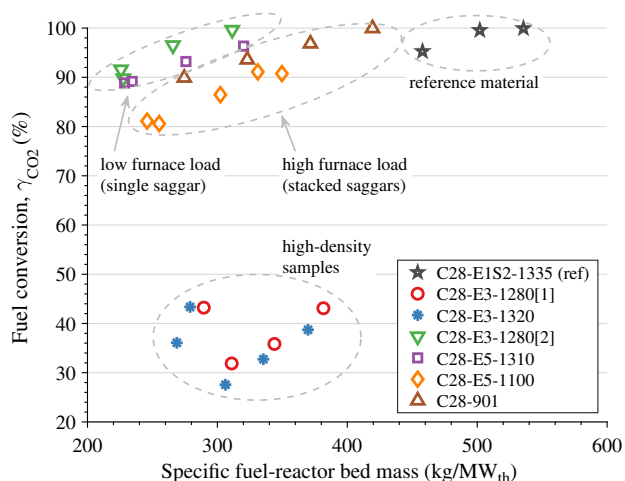 Fuel conversion, γCO2 (%)
100
90
80
70
60
50
40
30
20
reference material
low furnace load
(single saggar)
high furnace load
(stacked saggars)
high-density
samples
C28-E1S2-1335 (ref)
C28-E3-1280[1]
C28-E3-1320
C28-E3-1280[2]
C28-E5-1310
C28-E5-1100
C28-901
200
300
400
500
600
Specific fuel-reactor bed mass (kg/MWth)